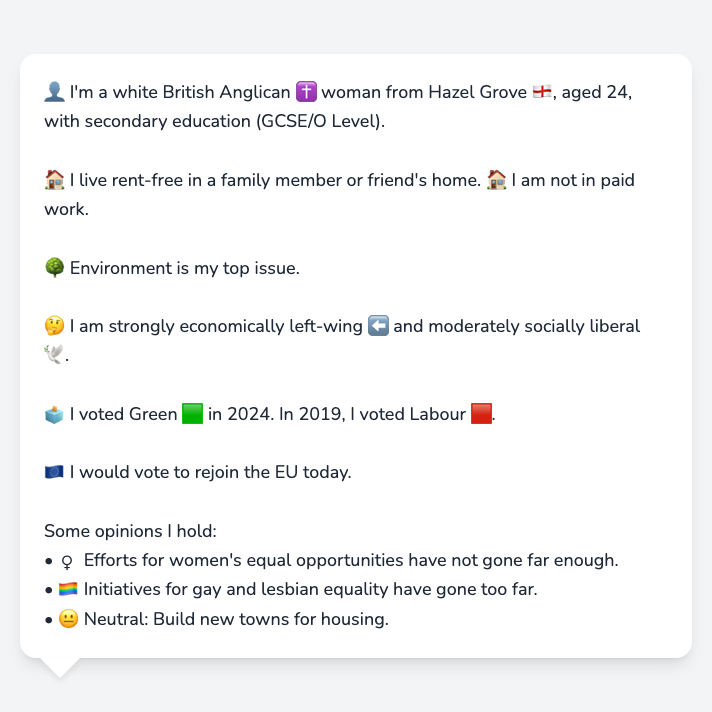 👤 I'm a white British Anglican ✝️ woman from Hazel Grove 🏴󠁧󠁢󠁥󠁮󠁧󠁿, aged 24,
with secondary education (GCSE/O Level).
🏠 I live rent-free in a family member or friend's home. 🏠 I am not in paid
work.
🌳 Environment is my top issue.
🤔 I am strongly economically left-wing ⬅️ and moderately socially liberal
🕊️.
🗳️ I voted Green 🟩 in 2024. In 2019, I voted Labour 🟥.
🇪🇺 I would vote to rejoin the EU today.
Some opinions I hold:
• ♀ Efforts for women's equal opportunities have not gone far enough.
• 🏳️‍🌈 Initiatives for gay and lesbian equality have gone too far.
• 😐 Neutral: Build new towns for housing.